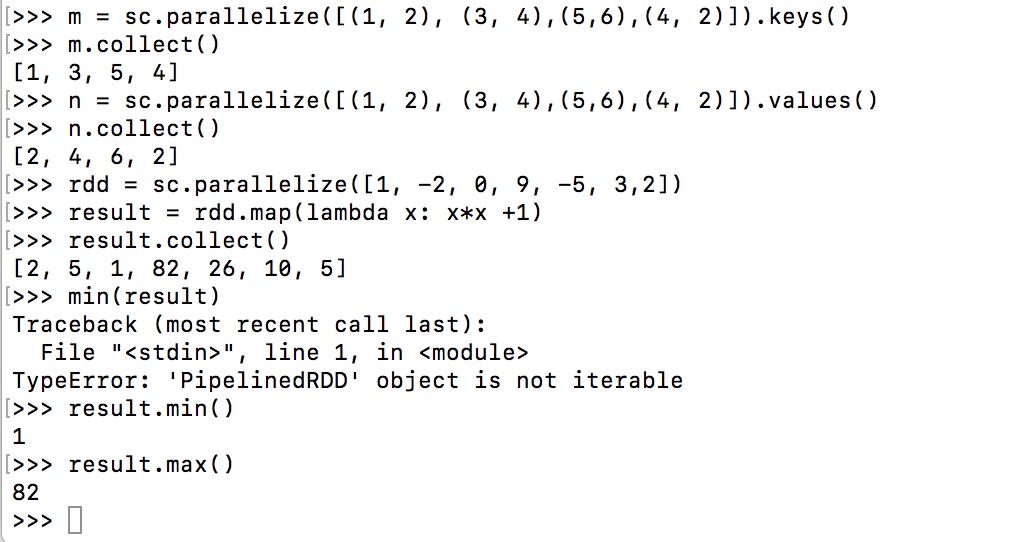 [>>> m = sc.parallelize([(1, 2), (3, 4),(5,6),(4, 2)]).keys()
[>>> m.collect()
[1, 3, 5, 4]
[>>> n = sc.parallelize([(1, 2), (3, 4),(5,6),(4, 2)]).values()
[>>> n.collect()
[2, 4, 6, 2]
[>>> rdd = sc.parallelize([1, -2, 0, 9, -5, 3,2])
[>>> result = rdd.map(lambda x: x*x +1)
[>>> result.collect()
[2, 5, 1, 82, 26, 10, 5]
[>>> min(result)
Traceback (most recent call last):
  File "<stdin>", line 1, in <module>
TypeError: 'PipelinedRDD' object is not iterable
[>>> result.min()
1
[>>> result.max()
82
>>>